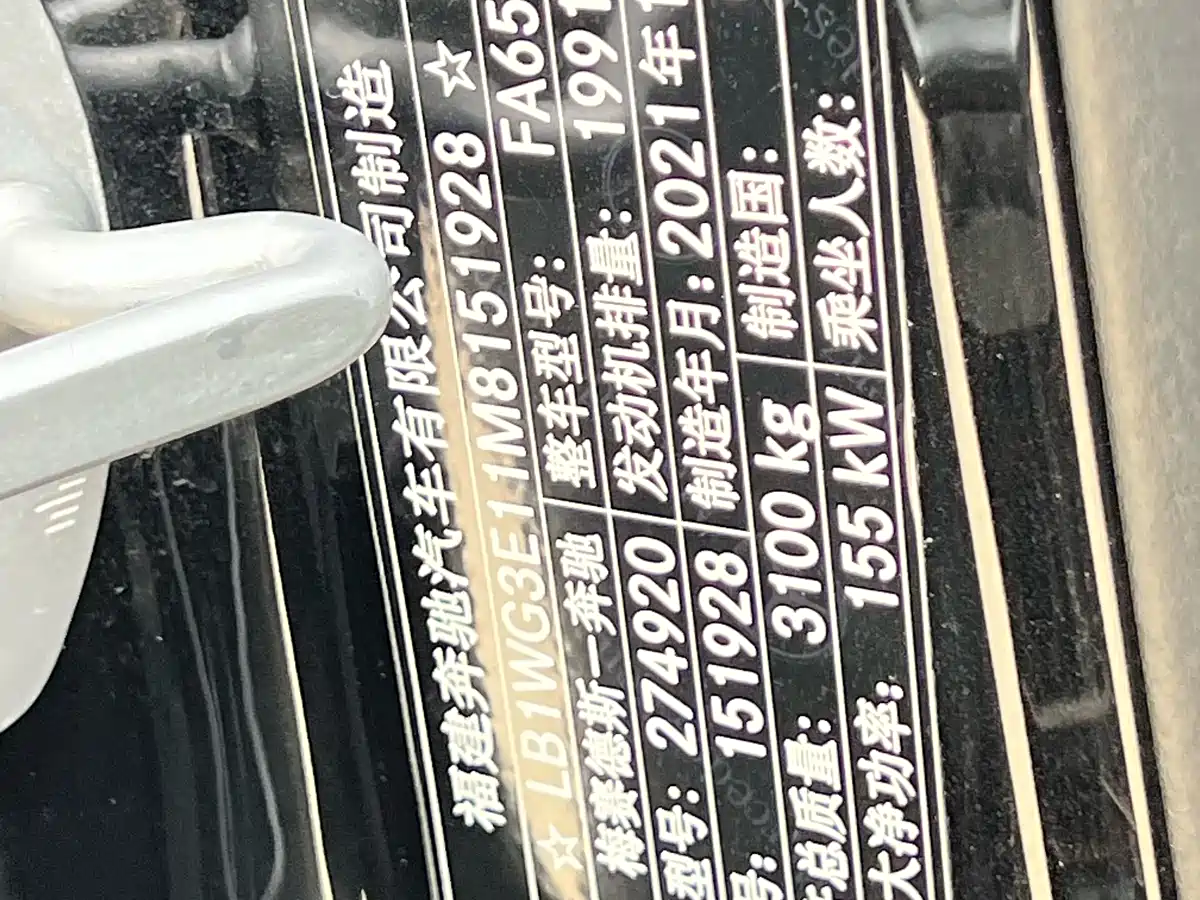 福建奔驰汽车有限公司制造
☆ LB1WG3E11M8151928 ☆
梅赛德斯—奔驰 整车型号: FA65
型号: 274920 发动机排量: 1991
号: 151928 制造年月: 2021年1
总质量: 3100 kg 制造国:
大净功率: 155 kW 乘坐人数: